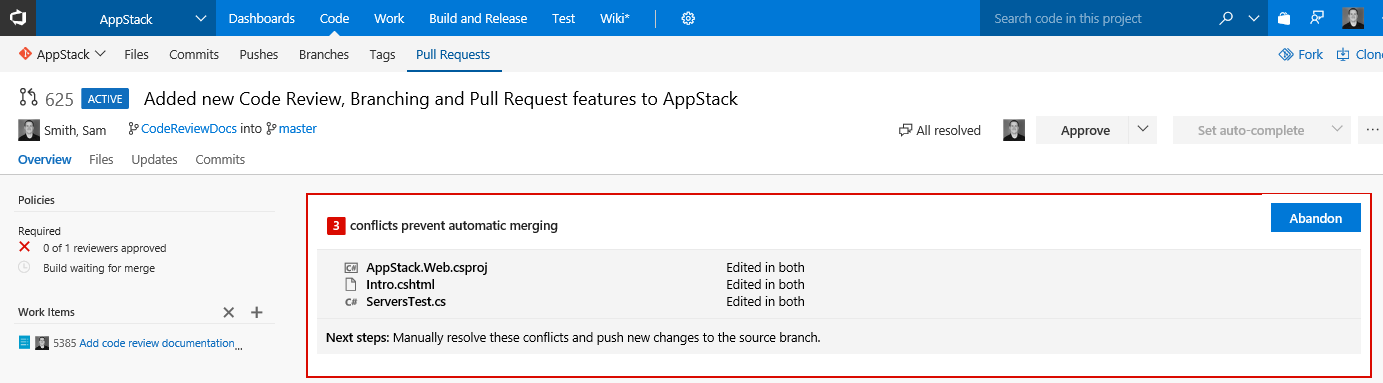 AppStack Dashboards Code Work Build and Release Test Wiki* Search code in this project
AppStack Files Commits Pushes Branches Tags Pull Requests Fork
625 ACTIVE Added new Code Review, Branching and Pull Request features to AppStack
Smith, Sam CodeReviewDocs into master All resolved Approve Set auto-complete ...
Overview Files Updates Commits
Policies
Required
0 of 1 reviewers approved
Build waiting for merge
Work Items
5385 Add code review documentation...
3 conflicts prevent automatic merging Abandon
C# AppStack.Web.csproj Edited in both
Intro.cshtml Edited in both
C# ServersTest.cs Edited in both
Next steps: Manually resolve these conflicts and push new changes to the source branch.